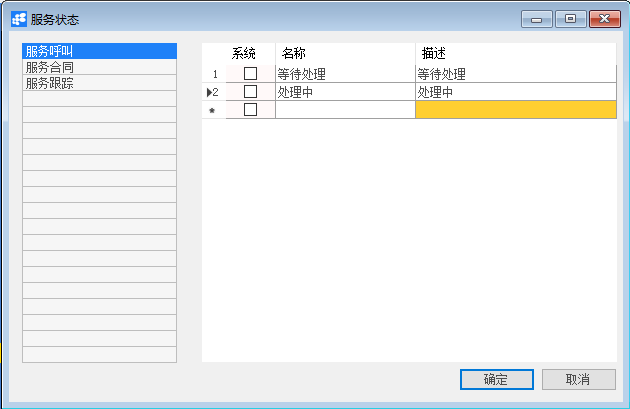 服务状态
服务呼叫
服务合同
服务跟踪
系统 名称 描述
1 等待处理 等待处理
2 处理中 处理中
*
确定 取消